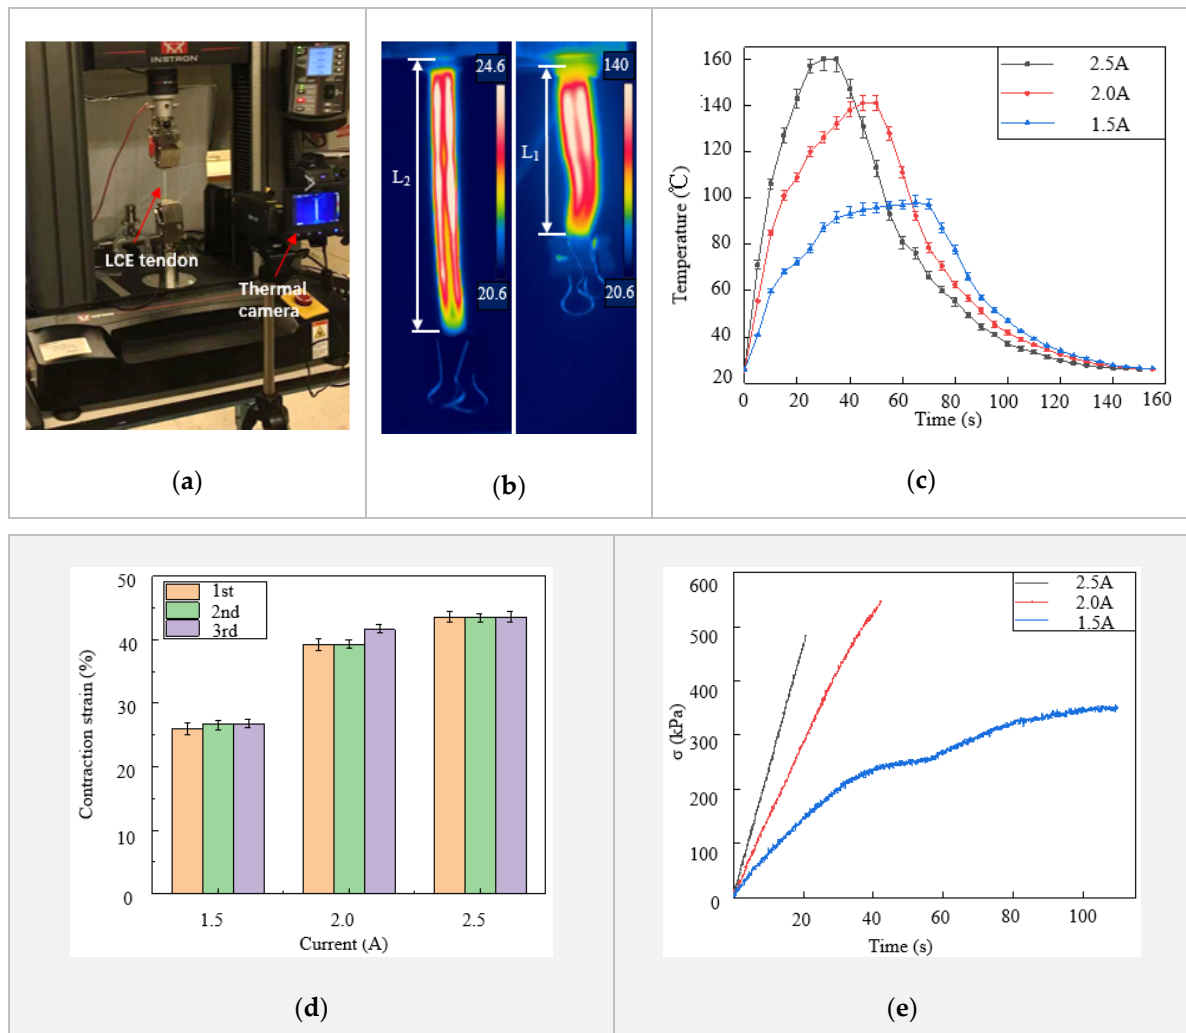 INSTRON
LCE tendon
Thermal
camera
(a)
24.6
L2
20.6
140
L1
20.6
(b)
160
140
120
100
80
60
40
20
Temperature (℃)
2.5A
2.0A
1.5A
0 20 40 60 80 100 120 140 160
Time (s)
(c)
50
40
30
20
10
0
Contraction strain (%)
1st
2nd
3rd
1.5 2.0 2.5
Current (A)
(d)
600
500
400
300
200
100
0
σ (kPa)
2.5A
2.0A
1.5A
20 40 60 80 100
Time (s)
(e)